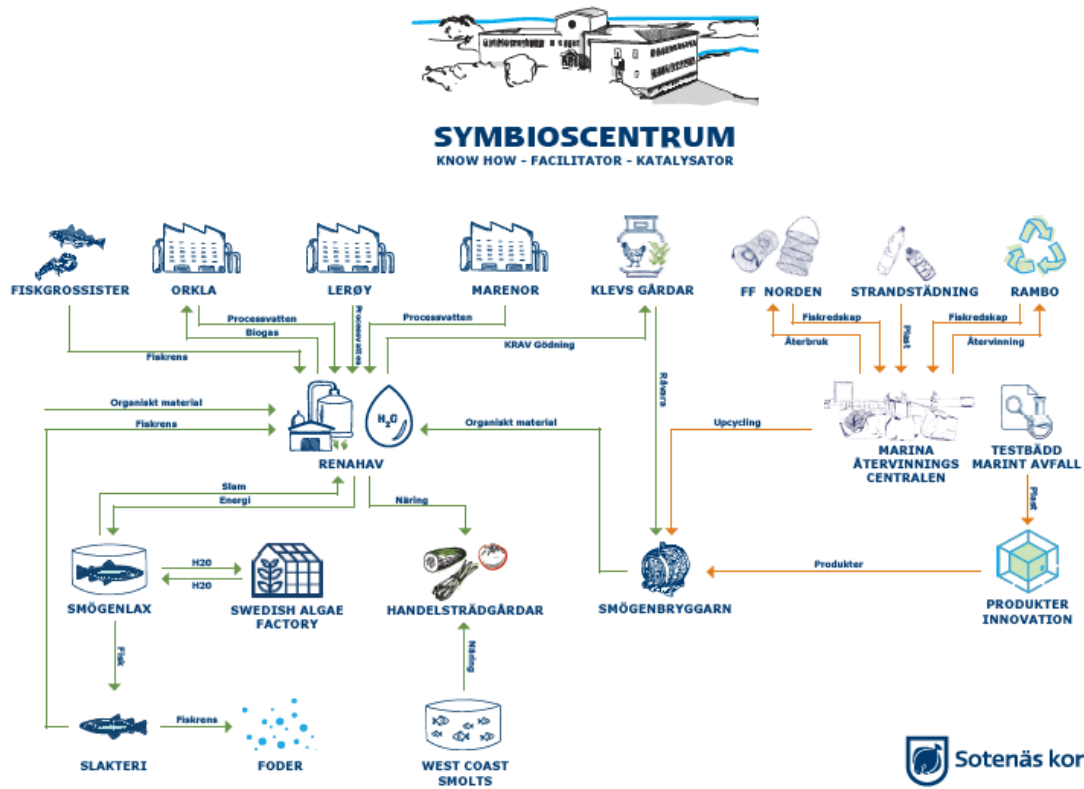 SYMBIOSCENTRUM
KNOW HOW - FACILITATOR - KATALYSATOR
FISKGROSSISTER
ORKLA
LERØY
MARENOR
KLEVS GÅRDAR
FF NORDEN
STRANDSTÄDNING
RAMBO
Processvatten
Biogas
Processvatten
Processvatten
KRAV Gödning
Fiskrens
Fiskredskap
Återbruk
Plast
Fiskredskap
Återvinning
Råvara
Organiskt material
Fiskrens
H2O
RENAHAV
Organiskt material
Upcycling
MARINA
ÅTERVINNINGS
CENTRALEN
TESTBÄDD
MARINT AVFALL
Plast
Slam
Energi
Näring
H2O
H2O
SMÖGENLAX
SWEDISH ALGAE
FACTORY
HANDELSTRÄDGÅRDAR
SMÖGENBRYGGARN
Produkter
PRODUKTER
INNOVATION
Fisk
Näring
Fiskrens
SLAKTERI
FODER
WEST COAST
SMOLTS
Sotenäs kor